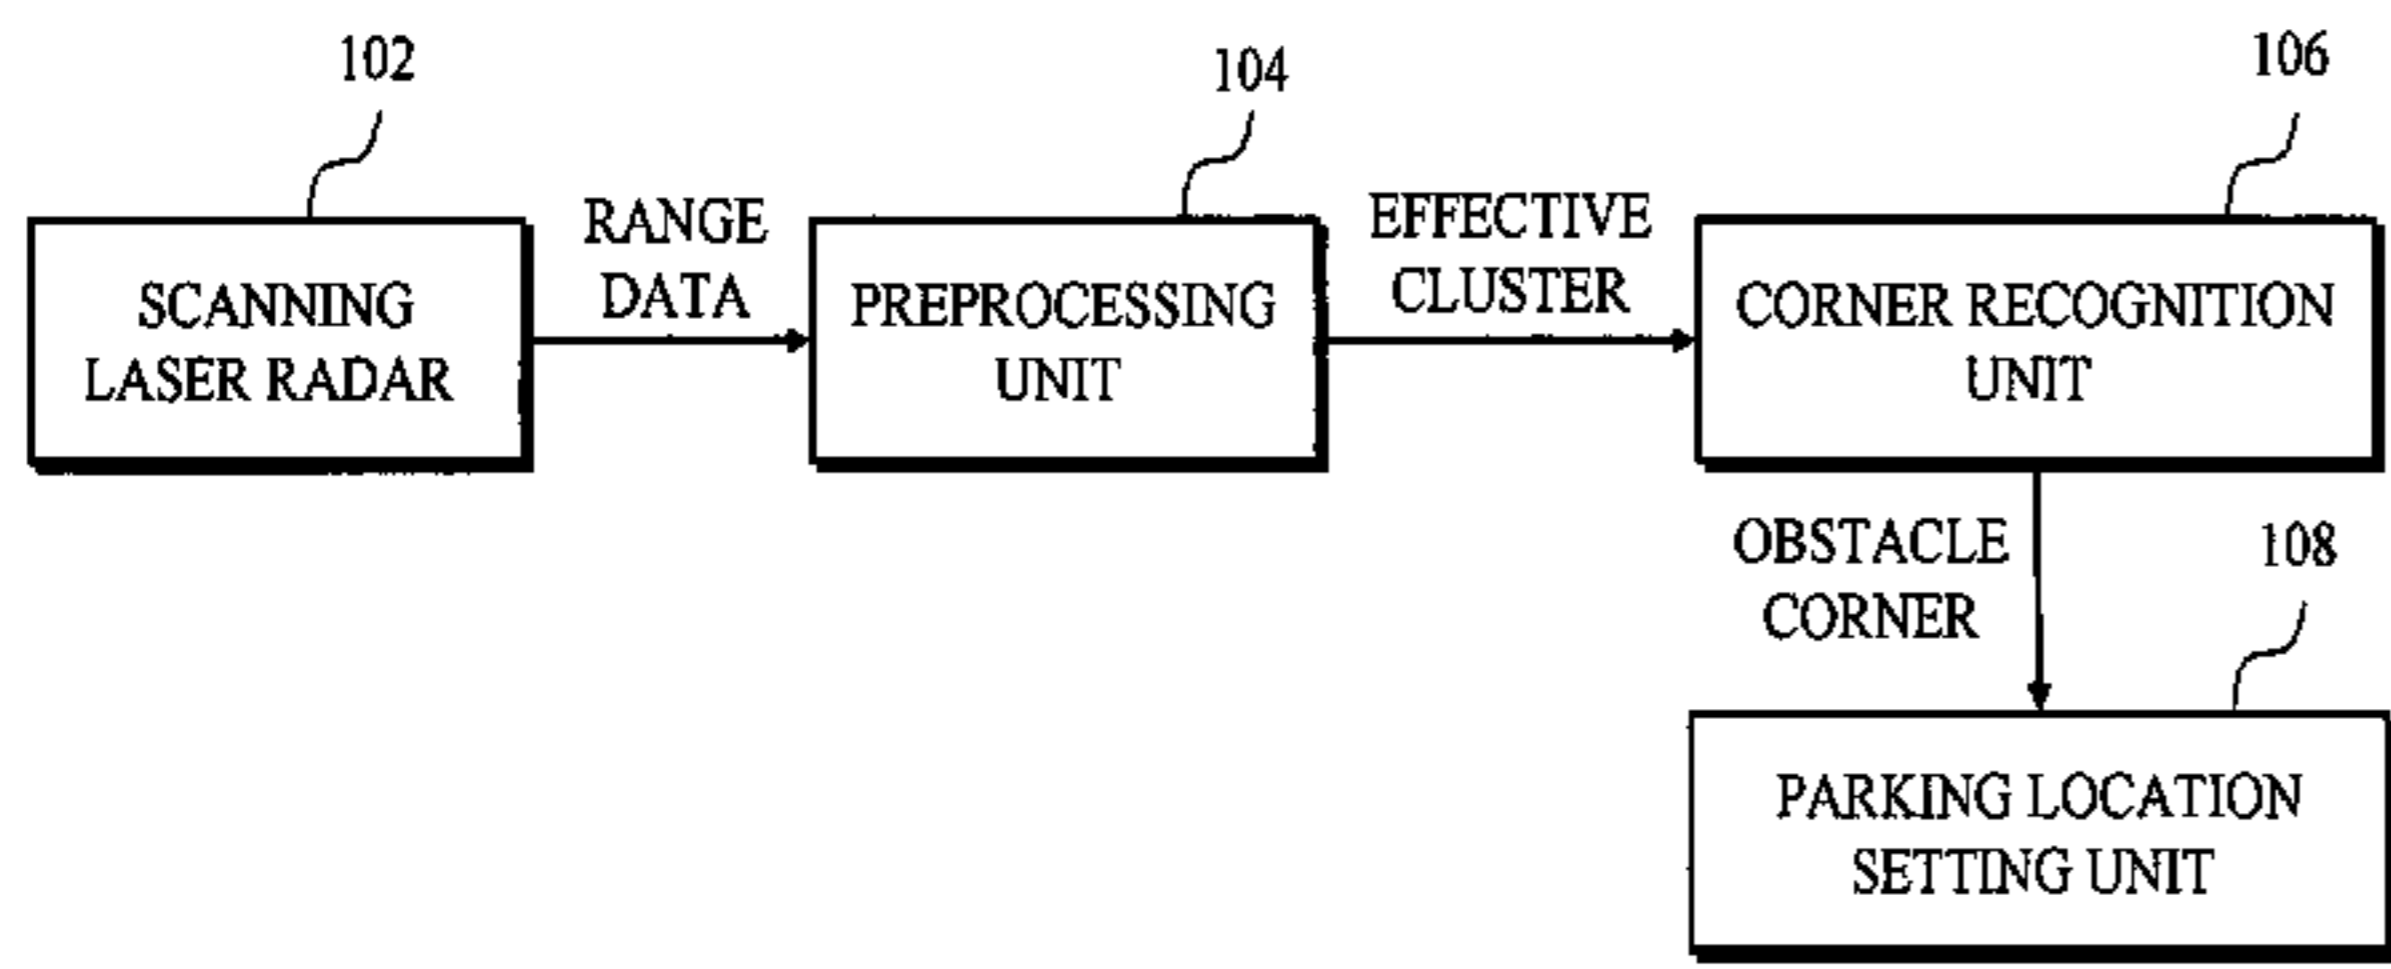 102
104
106
SCANNING
LASER RADAR
RANGE
DATA
PREPROCESSING
UNIT
EFFECTIVE
CLUSTER
CORNER RECOGNITION
UNIT
OBSTACLE
CORNER
108
PARKING LOCATION
SETTING UNIT